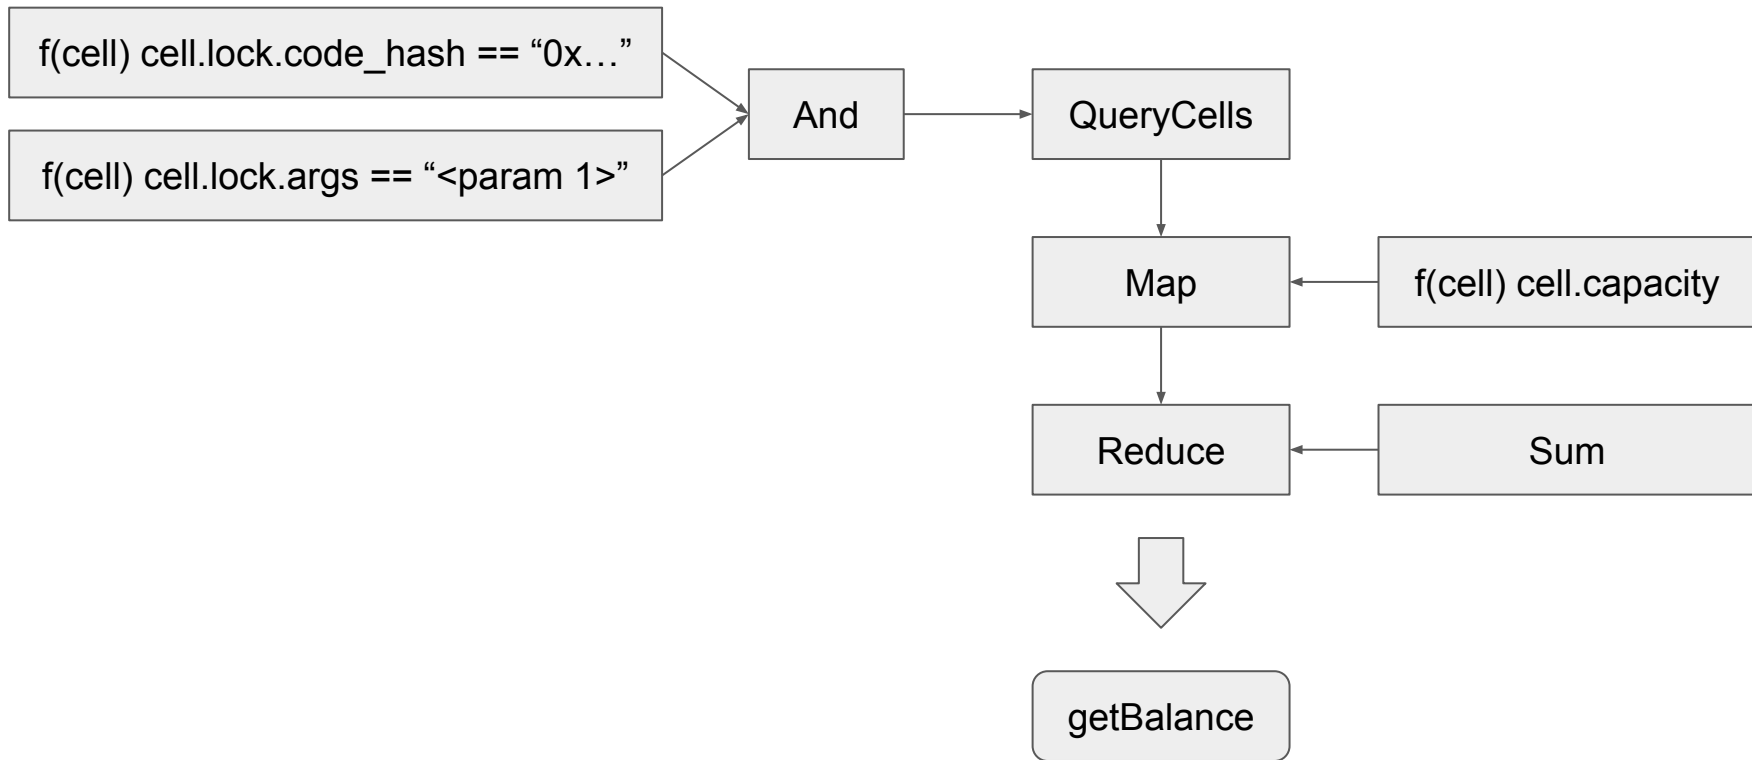 f(cell) cell.lock.code_hash == “0x…”
And
QueryCells
f(cell) cell.lock.args == “<param 1>”
Map
f(cell) cell.capacity
Reduce
Sum
getBalance